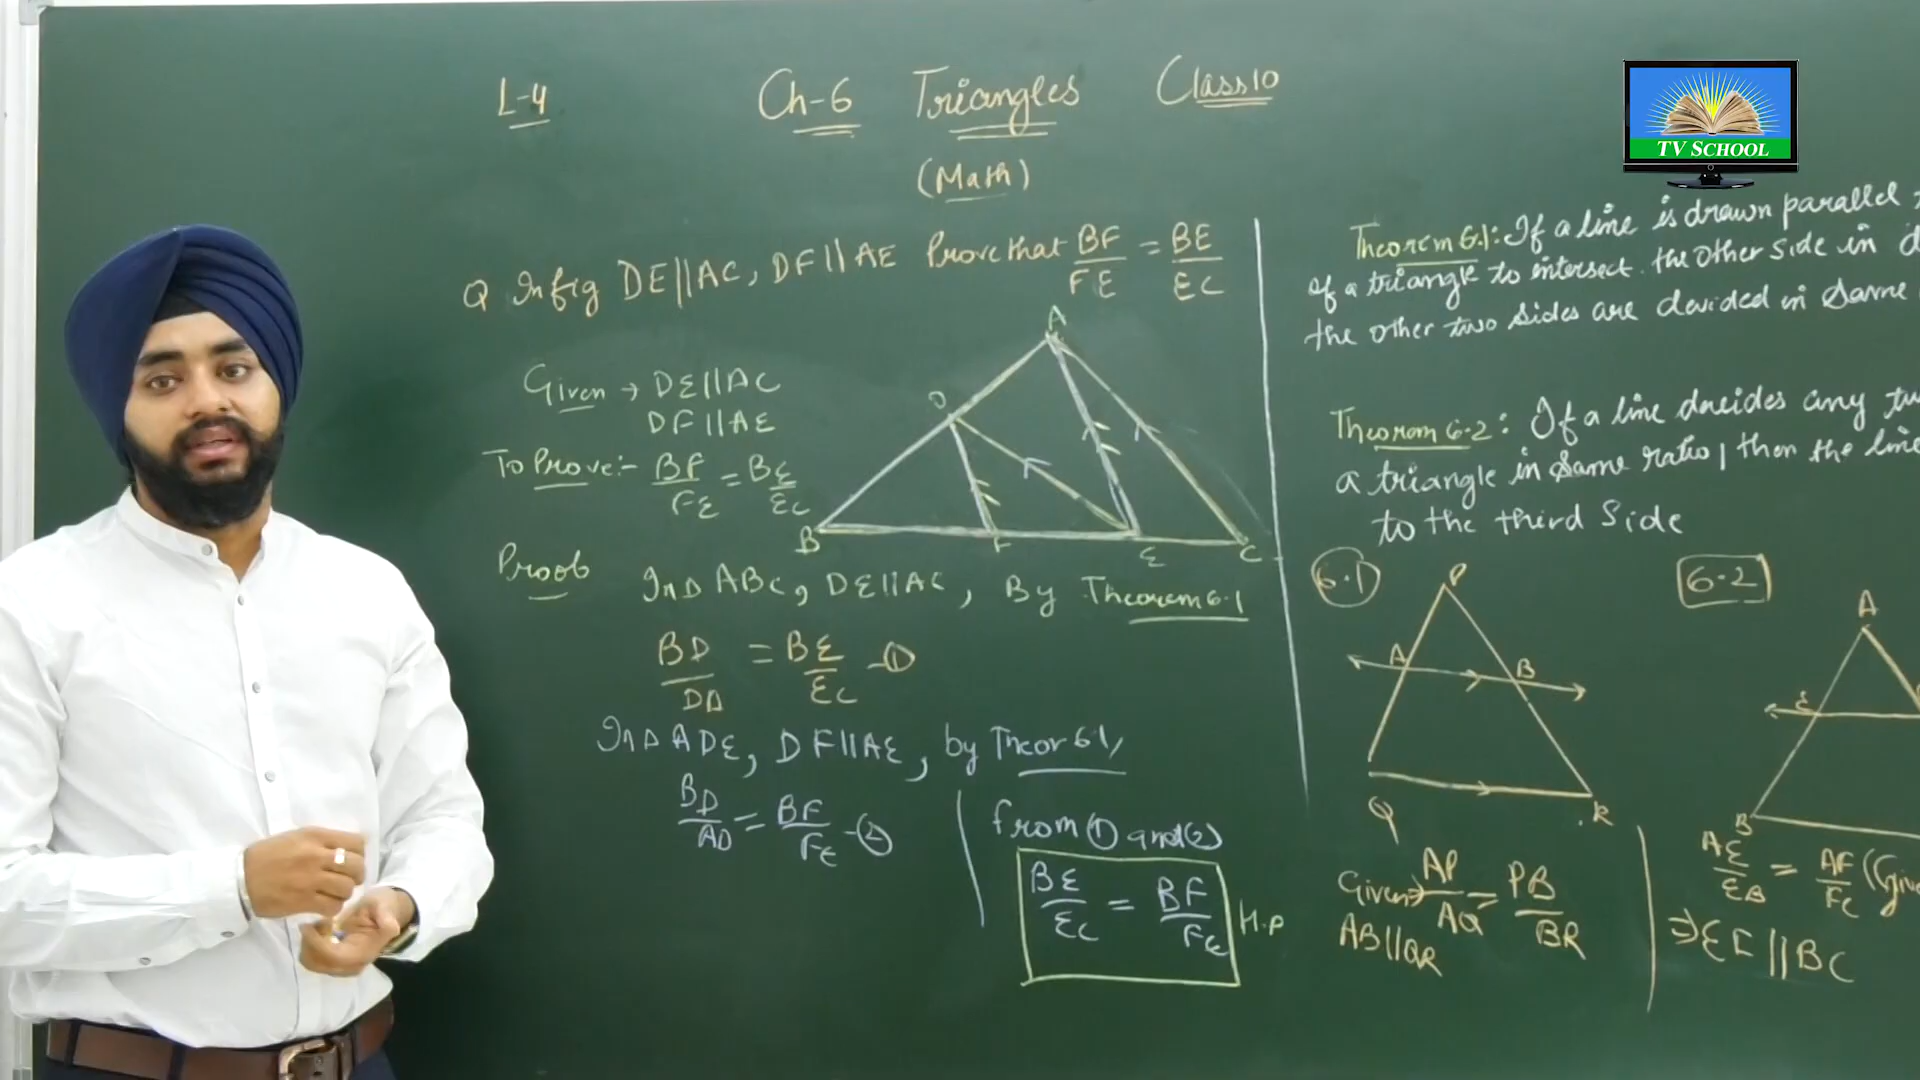 L-4 Ch-6 Triangles Class10
(Math)
TV SCHOOL
Q In fig DE||AC, DF||AE Prove that BF/FE = BE/EC
Given → DE||AC
DF||AE
To Prove:- BF/FE = BE/EC
A
D
B F E C
Proof In Δ ABC, DE||AC, By Theorem 6.1
BD/DA = BE/EC -①
In Δ ADE, DF||AE, by Theor 6.1,
BD/AD = BF/FE -②
from ① and (2)
BE/EC = BF/FE H.P
Theorem 6.1: If a line is drawn parallel
of a triangle to intersect the other side in
the other two sides are devided in same
Theorem 6.2: If a line devides any
a triangle in same ratio, then the line
to the third side
6.1
P
A B
Q R
Given → AP/AQ = PB/BR
AB||QR
6.2
A
E
B
AE/EB = AF/FC
⇒ EF||BC